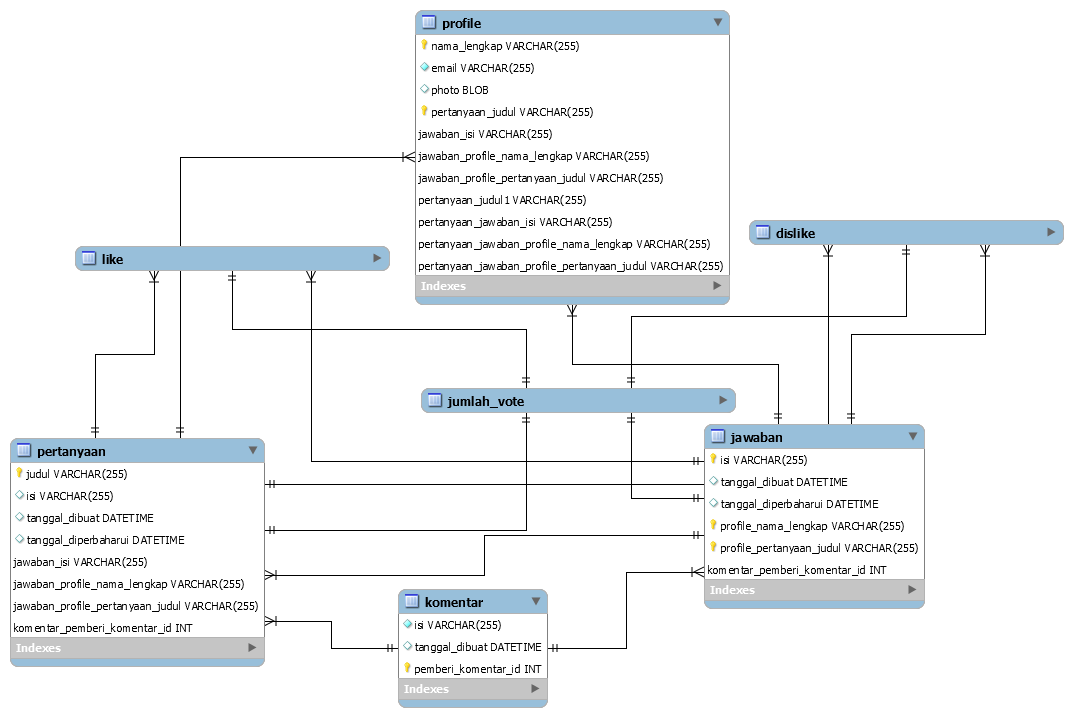 profile
nama_lengkap VARCHAR(255)
email VARCHAR(255)
photo BLOB
pertanyaan_judul VARCHAR(255)
jawaban_isi VARCHAR(255)
jawaban_profile_nama_lengkap VARCHAR(255)
jawaban_profile_pertanyaan_judul VARCHAR(255)
pertanyaan_judul1 VARCHAR(255)
pertanyaan_jawaban_isi VARCHAR(255)
pertanyaan_jawaban_profile_nama_lengkap VARCHAR(255)
pertanyaan_jawaban_profile_pertanyaan_judul VARCHAR(255)
Indexes
like
dislike
jumlah_vote
pertanyaan
judul VARCHAR(255)
isi VARCHAR(255)
tanggal_dibuat DATETIME
tanggal_diperbaharui DATETIME
jawaban_isi VARCHAR(255)
jawaban_profile_nama_lengkap VARCHAR(255)
jawaban_profile_pertanyaan_judul VARCHAR(255)
komentar_pemberi_komentar_id INT
Indexes
jawaban
isi VARCHAR(255)
tanggal_dibuat DATETIME
tanggal_diperbaharui DATETIME
profile_nama_lengkap VARCHAR(255)
profile_pertanyaan_judul VARCHAR(255)
komentar_pemberi_komentar_id INT
Indexes
komentar
isi VARCHAR(255)
tanggal_dibuat DATETIME
pemberi_komentar_id INT
Indexes